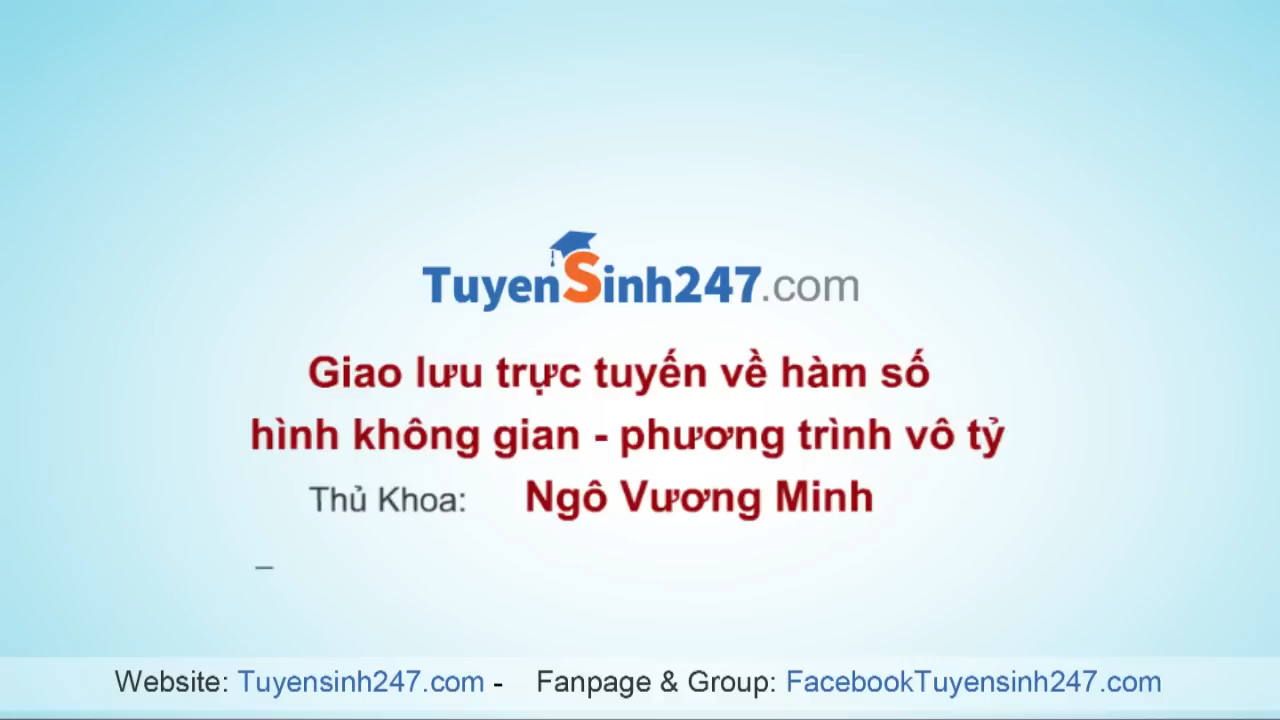 TuyenSinh247.com
Giao lưu trực tuyến về hàm số
hình không gian - phương trình vô tỷ
Thủ Khoa: Ngô Vương Minh
_
Website: Tuyensinh247.com - Fanpage & Group: FacebookTuyensinh247.com